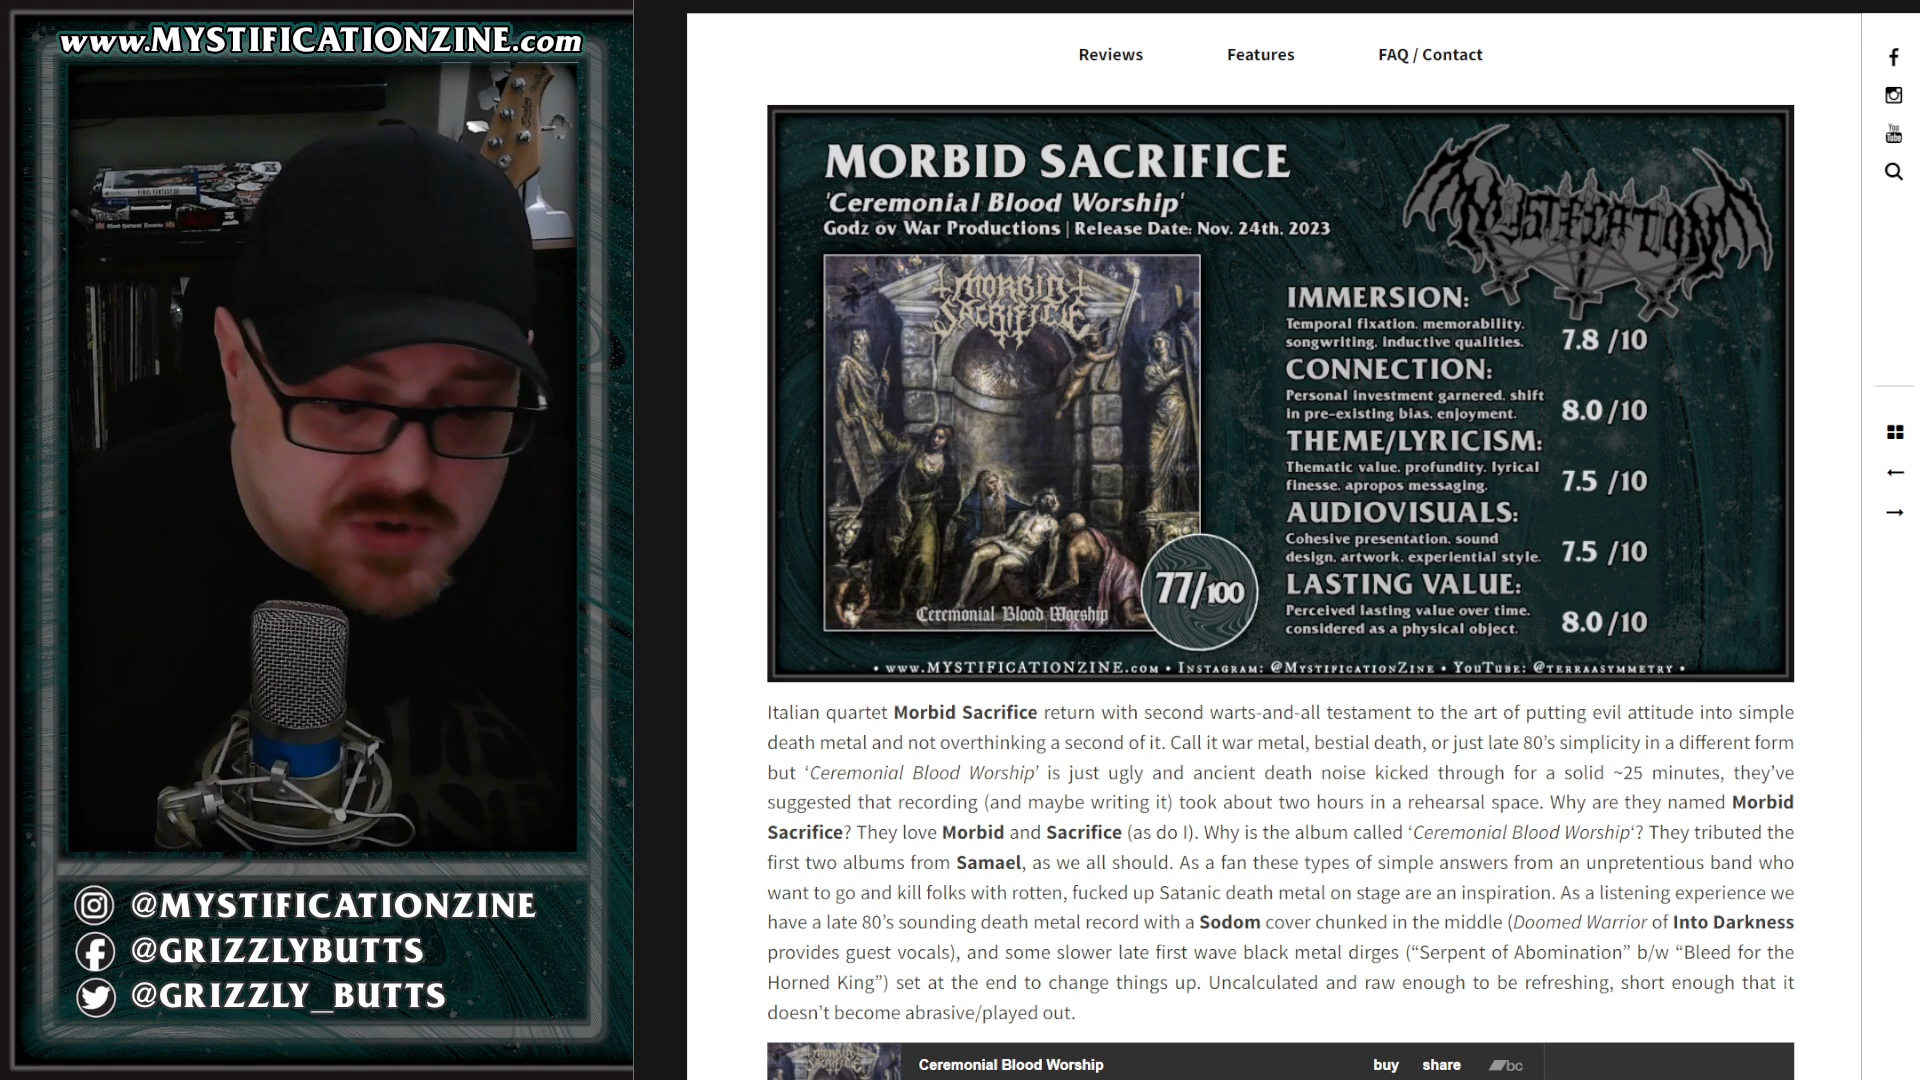 www.MYSTIFICATIONZINE.com
@MYSTIFICATIONZINE
@GRIZZLYBUTTS
@GRIZZLY_BUTTS
Reviews
Features
FAQ / Contact
You
Tube
MORBID SACRIFICE
'Ceremonial Blood Worship'
Godz ov War Productions | Release Date: Nov. 24th, 2023
MYSTIFICATION
MORBID
SACRIFICE
Ceremonial Blood Worship
77/100
IMMERSION:
Temporal fixation, memorability,
songwriting, inductive qualities.
7.8 /10
CONNECTION:
Personal investment garnered, shift
in pre-existing bias, enjoyment.
8.0 /10
THEME/LYRICISM:
Thematic value, profundity, lyrical
finesse, apropos messaging.
7.5 /10
AUDIOVISUALS:
Cohesive presentation, sound
design, artwork, experiential style.
7.5 /10
LASTING VALUE:
Perceived lasting value over time,
considered as a physical object.
8.0 /10
• www.MYSTIFICATIONZINE.com • Instagram: @MystificationZine • YouTube: @terraasymmetry •
Italian quartet Morbid Sacrifice return with second warts-and-all testament to the art of putting evil attitude into simple
death metal and not overthinking a second of it. Call it war metal, bestial death, or just late 80’s simplicity in a different form
but ‘Ceremonial Blood Worship’ is just ugly and ancient death noise kicked through for a solid ~25 minutes, they’ve
suggested that recording (and maybe writing it) took about two hours in a rehearsal space. Why are they named Morbid
Sacrifice? They love Morbid and Sacrifice (as do I). Why is the album called ‘Ceremonial Blood Worship‘? They tributed the
first two albums from Samael, as we all should. As a fan these types of simple answers from an unpretentious band who
want to go and kill folks with rotten, fucked up Satanic death metal on stage are an inspiration. As a listening experience we
have a late 80’s sounding death metal record with a Sodom cover chunked in the middle (Doomed Warrior of Into Darkness
provides guest vocals), and some slower late first wave black metal dirges (“Serpent of Abomination” b/w “Bleed for the
Horned King”) set at the end to change things up. Uncalculated and raw enough to be refreshing, short enough that it
doesn’t become abrasive/played out.
Ceremonial Blood Worship
buy
share
bc